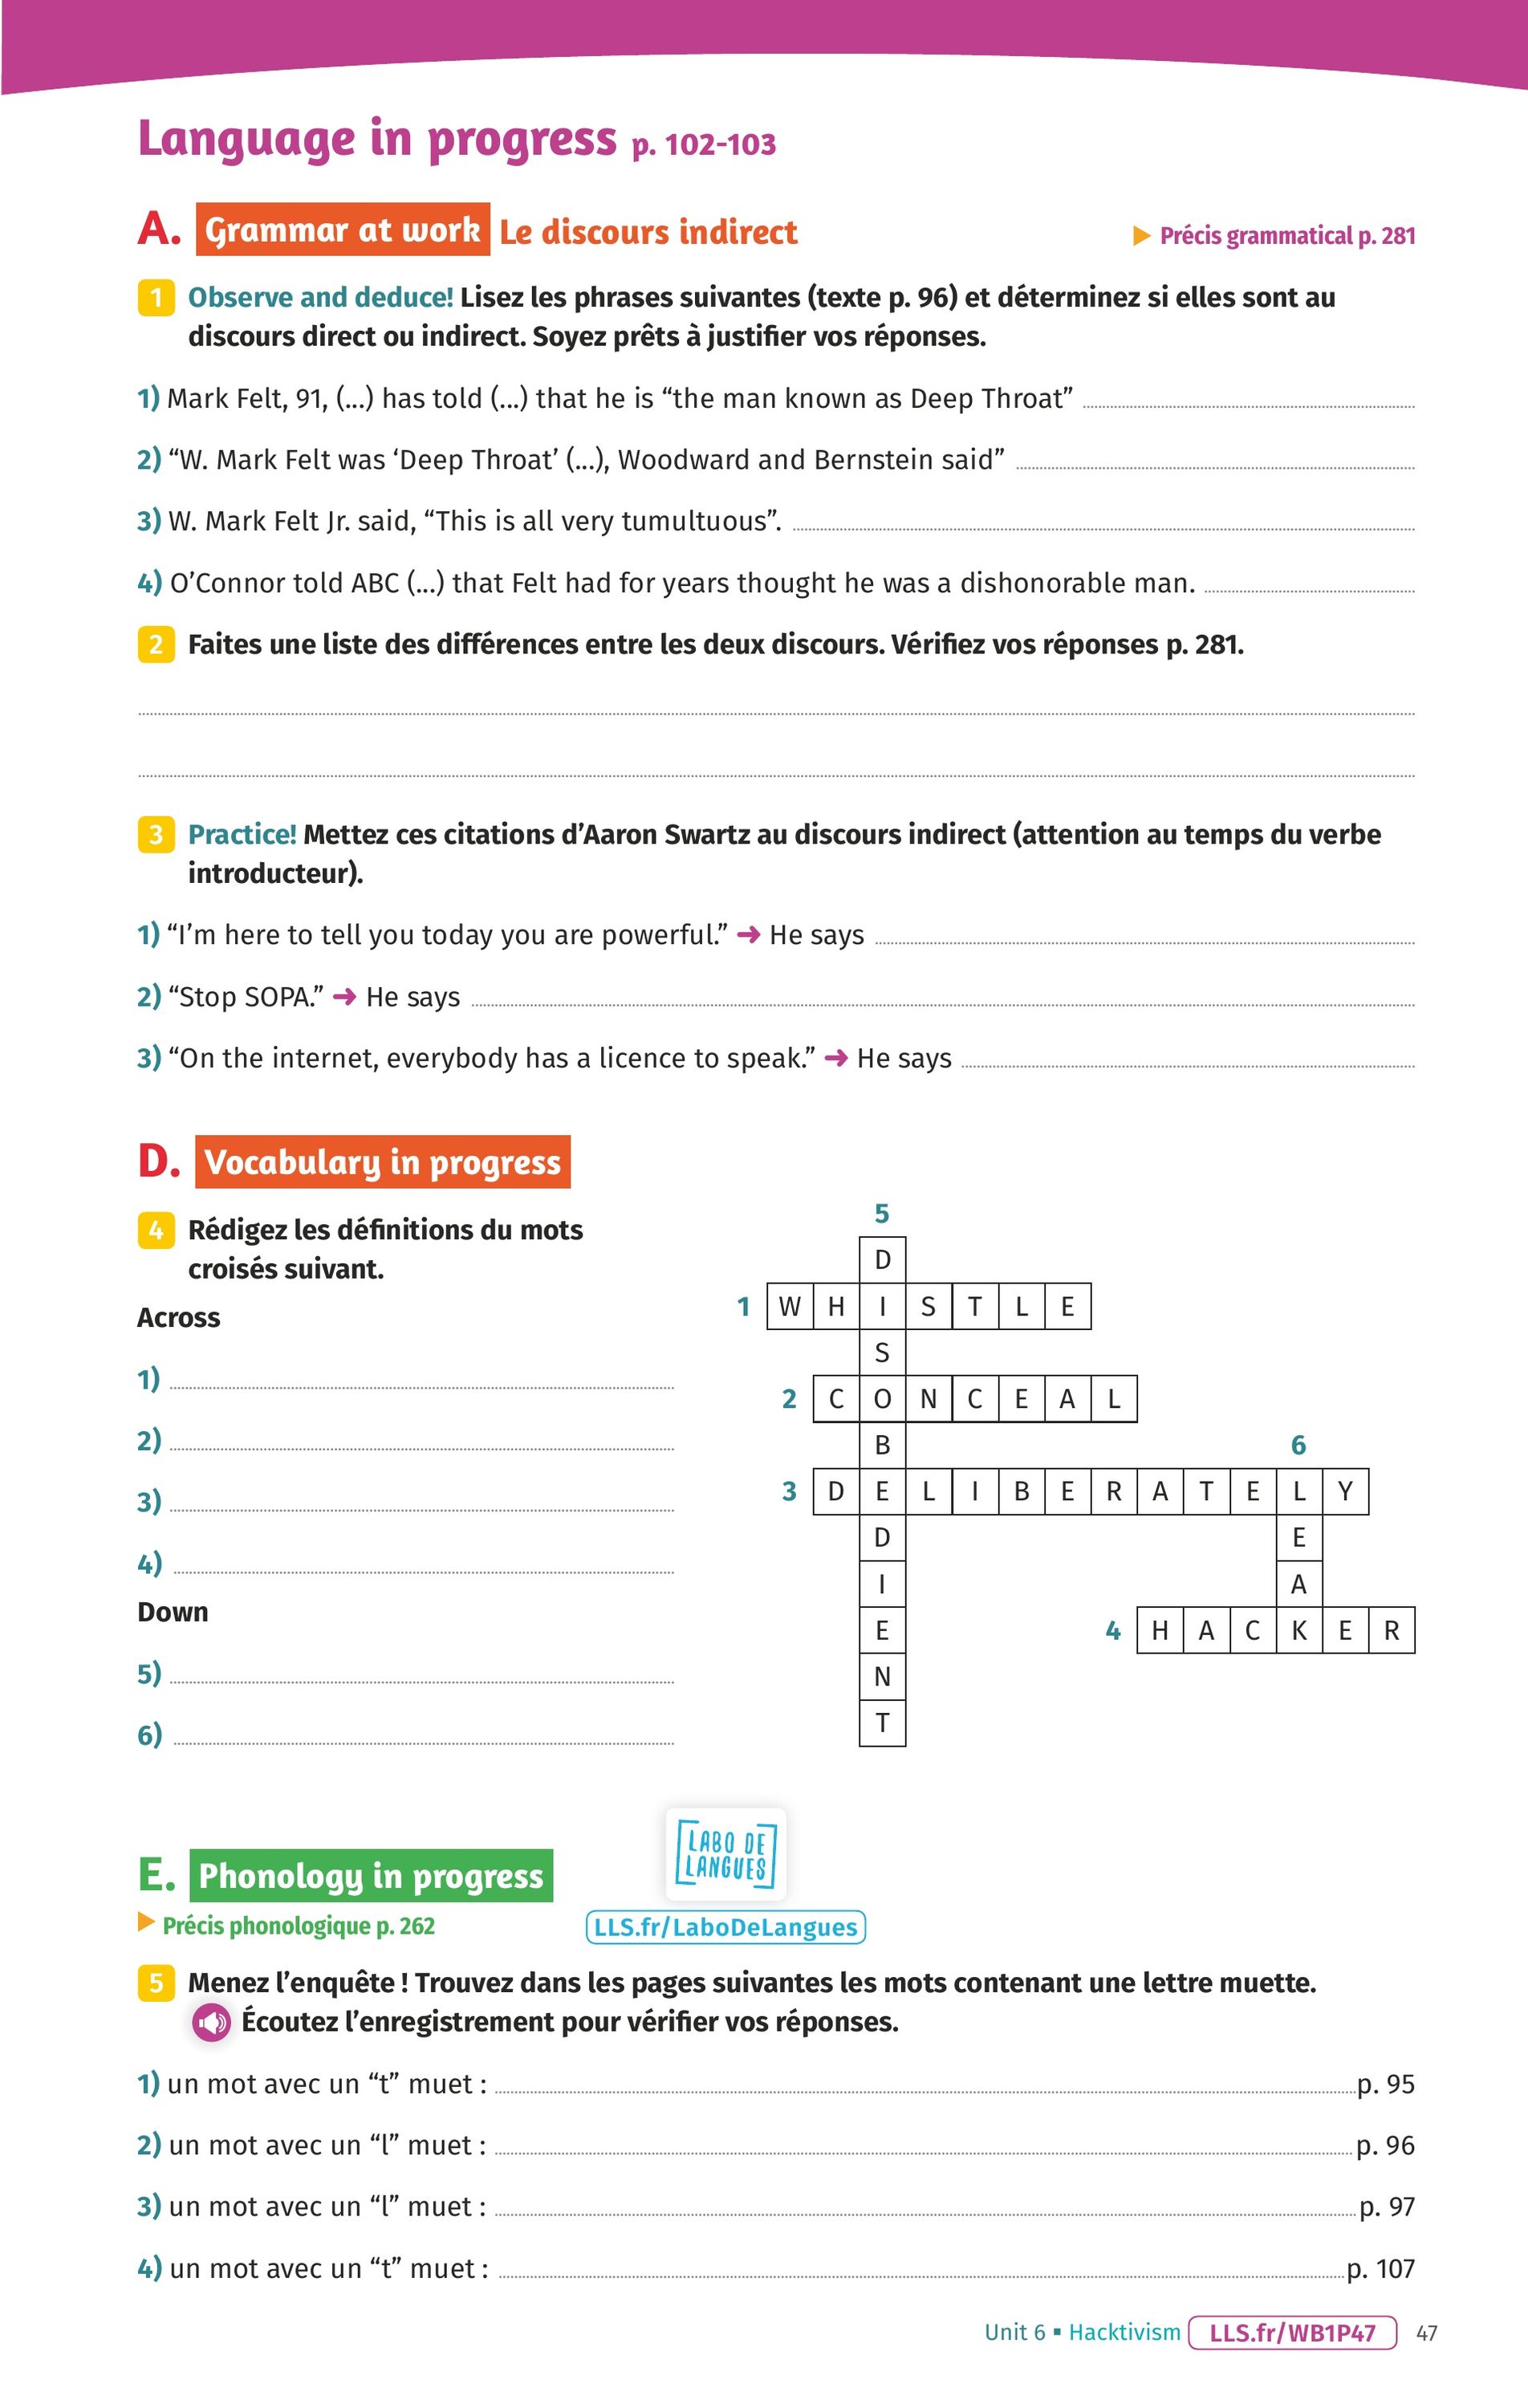 Language in progress p. 102-103
A. Grammar at work Le discours indirect
▶ Précis grammatical p. 281
1 Observe and deduce! Lisez les phrases suivantes (texte p. 96) et déterminez si elles sont au
discours direct ou indirect. Soyez prêts à justifier vos réponses.
1) Mark Felt, 91, (...) has told (...) that he is “the man known as Deep Throat”
2) “W. Mark Felt was ‘Deep Throat’ (...), Woodward and Bernstein said”
3) W. Mark Felt Jr. said, “This is all very tumultuous”.
4) O’Connor told ABC (...) that Felt had for years thought he was a dishonorable man.
2 Faites une liste des différences entre les deux discours. Vérifiez vos réponses p. 281.
3 Practice! Mettez ces citations d’Aaron Swartz au discours indirect (attention au temps du verbe
introducteur).
1) “I’m here to tell you today you are powerful.” ➜ He says
2) “Stop SOPA.” ➜ He says
3) “On the internet, everybody has a licence to speak.” ➜ He says
D. Vocabulary in progress
4 Rédigez les définitions du mots
croisés suivant.
Across
1)
2)
3)
4)
Down
5)
6)
5
D
1 W H I S T L E
S
2 C O N C E A L
B 6
3 D E L I B E R A T E L Y
D E
I A
E 4 H A C K E R
N
T
E. Phonology in progress
▶ Précis phonologique p. 262
LABO DE
LANGUES
LLS.fr/LaboDeLangues
5 Menez l’enquête ! Trouvez dans les pages suivantes les mots contenant une lettre muette.
Écoutez l’enregistrement pour vérifier vos réponses.
1) un mot avec un “t” muet : p. 95
2) un mot avec un “l” muet : p. 96
3) un mot avec un “l” muet : p. 97
4) un mot avec un “t” muet : p. 107
Unit 6 ▪ Hacktivism LLS.fr/WB1P47 47